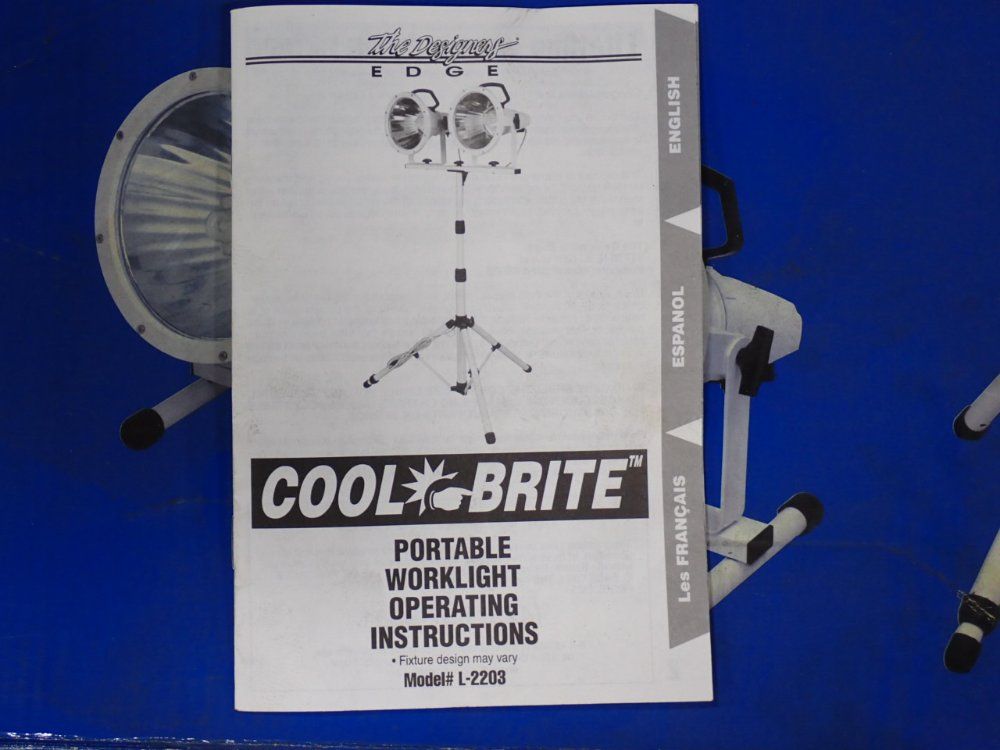 The Designers
EDGE
ENGLISH
ESPANOL
Les FRANÇAIS
COOL BRITE™
PORTABLE
WORKLIGHT
OPERATING
INSTRUCTIONS
• Fixture design may vary
Model# L-2203